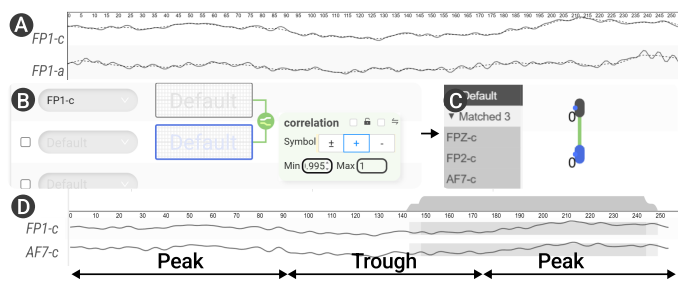 A
0 5 10 15 20 25 30 35 40 45 50 55 60 65 70 75 80 85 90 95 100 105 110 115 120 125 130 135 140 145 150 155 160 165 170 175 180 185 190 195 200 205 210 215 220 225 230 235 240 245 250
FP1-c
FP1-a
B
FP1-c
Default
Default
Default
Default
correlation
Symbol ± + -
Min .995 Max 1
C
Default
▼ Matched 3
FPZ-c
FP2-c
AF7-c
0
0
D
0 10 20 30 40 50 60 70 80 90 100 110 120 130 140 150 160 170 180 190 200 210 220 230 240 250
FP1-c
AF7-c
Peak Trough Peak